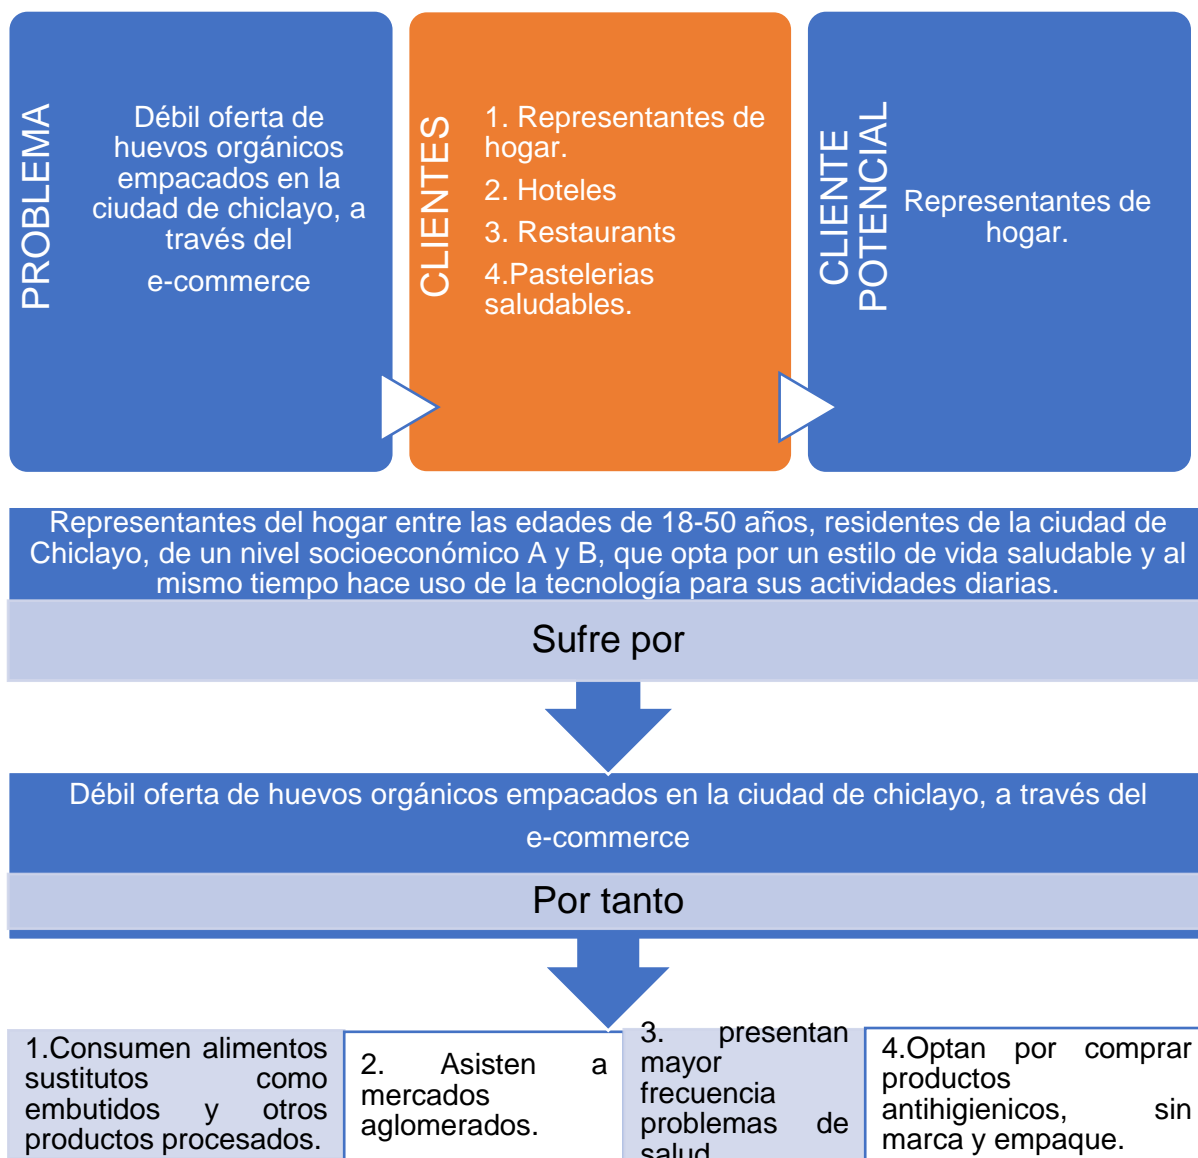 PROBLEMA
Débil oferta de
huevos orgánicos
empacados en la
ciudad de chiclayo, a
través del
e-commerce
CLIENTES
1. Representantes de
hogar.
2. Hoteles
3. Restaurants
4.Pastelerias
saludables.
CLIENTE
POTENCIAL
Representantes de
hogar.
Representantes del hogar entre las edades de 18-50 años, residentes de la ciudad de
Chiclayo, de un nivel socioeconómico A y B, que opta por un estilo de vida saludable y al
mismo tiempo hace uso de la tecnología para sus actividades diarias.
Sufre por
Débil oferta de huevos orgánicos empacados en la ciudad de chiclayo, a través del
e-commerce
Por tanto
1.Consumen alimentos
sustitutos como
embutidos y otros
productos procesados.
2. Asisten a
mercados
aglomerados.
3. presentan
mayor
frecuencia
problemas de
salud
4.Optan por comprar
productos
antihigienicos, sin
marca y empaque.